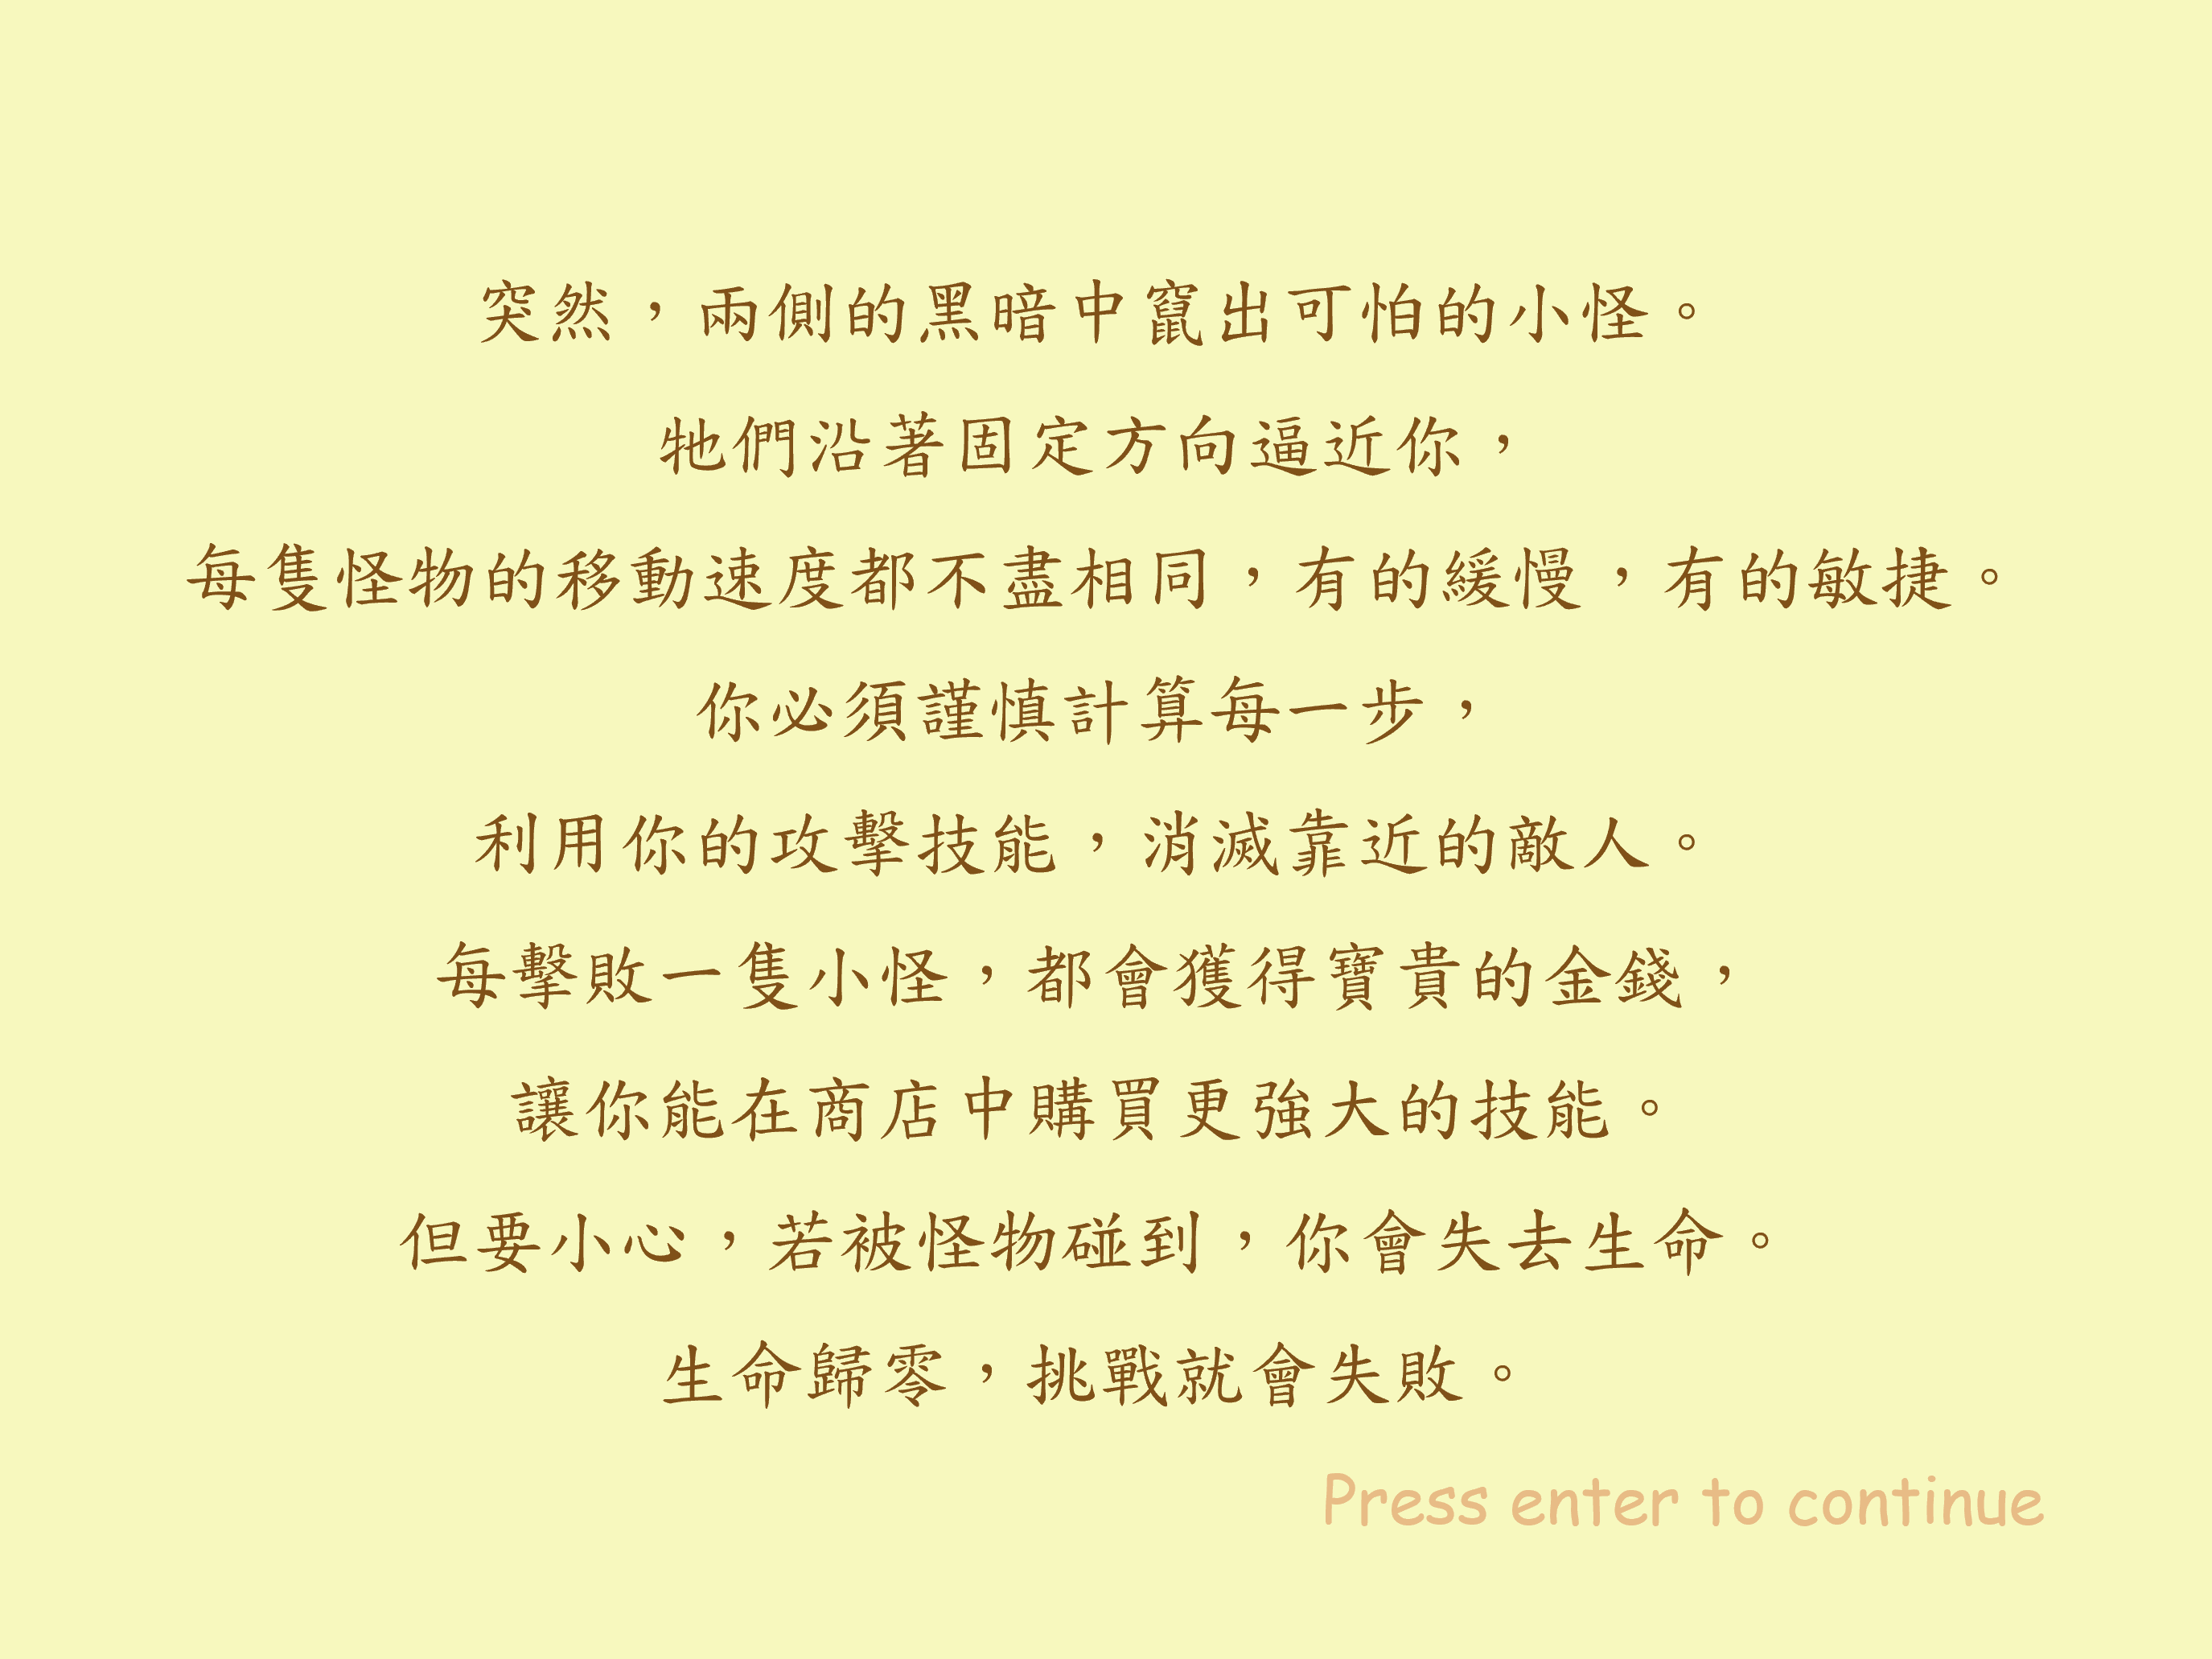 突然，兩側的黑暗中竄出可怕的小怪。
牠們沿著固定方向逼近你，
每隻怪物的移動速度都不盡相同，有的緩慢，有的敏捷。
你必須謹慎計算每一步，
利用你的攻擊技能，消滅靠近的敵人。
每擊敗一隻小怪，都會獲得寶貴的金錢，
讓你能在商店中購買更強大的技能。
但要小心，若被怪物碰到，你會失去生命。
生命歸零，挑戰就會失敗。
Press enter to continue